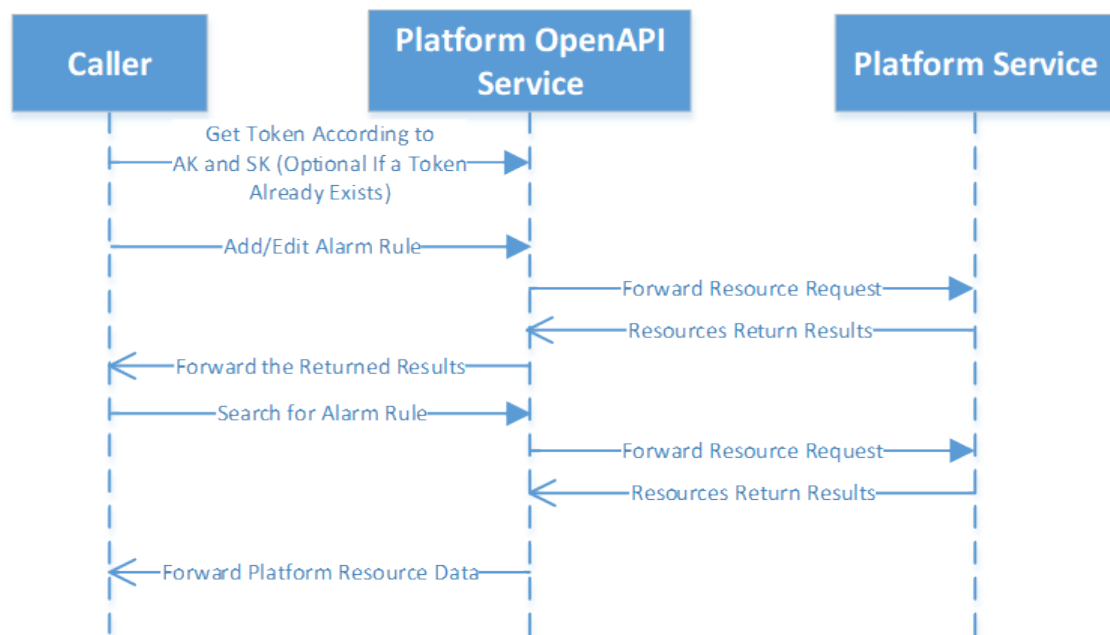 Caller
Platform OpenAPI
Service
Platform Service
Get Token According to
AK and SK (Optional If a Token
Already Exists)
Add/Edit Alarm Rule
Forward Resource Request
Resources Return Results
Forward the Returned Results
Search for Alarm Rule
Forward Resource Request
Resources Return Results
Forward Platform Resource Data